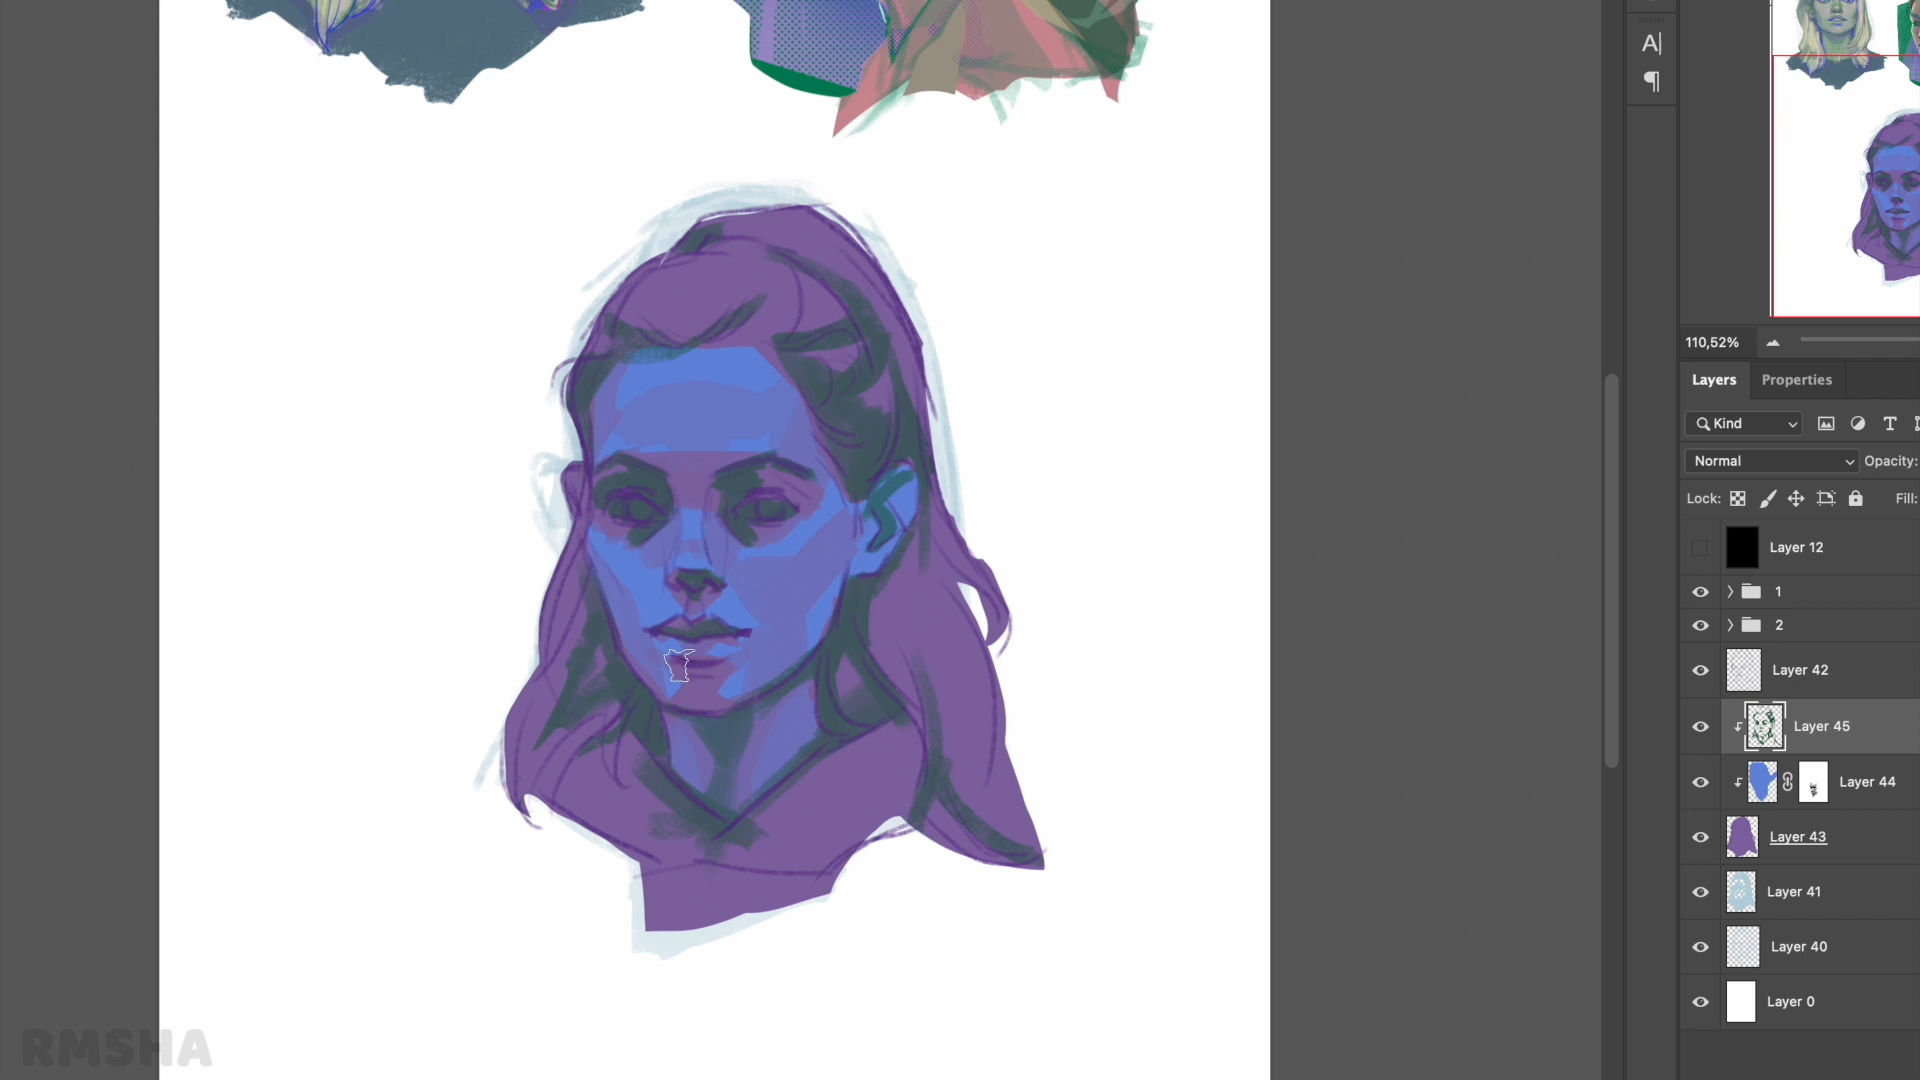 A|
¶
110,52%
Layers Properties
Kind T
Normal Opacity:
Lock: Fill:
Layer 12
1
2
Layer 42
Layer 45
Layer 44
Layer 43
Layer 41
Layer 40
Layer 0
RMSHA